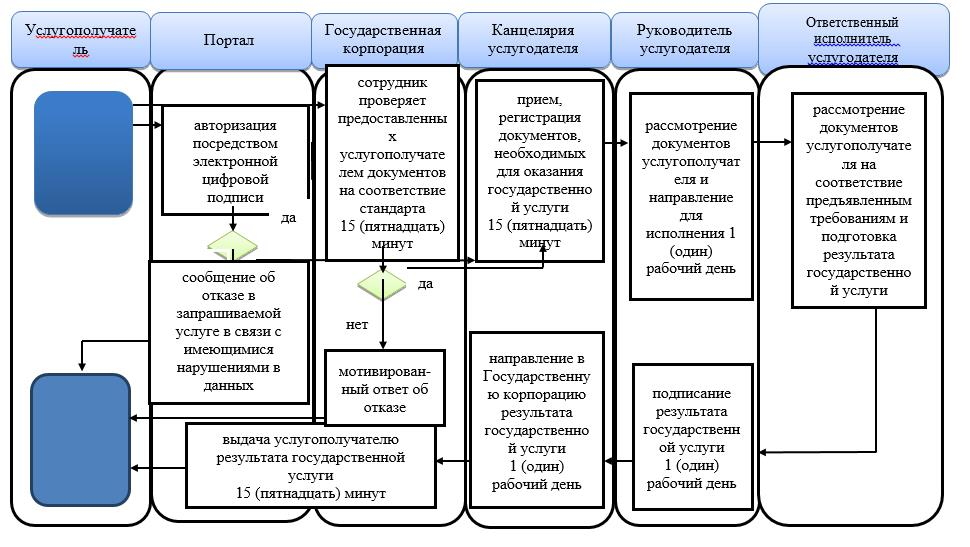 Услугополучате
ль
Портал
Государственная
корпорация
Канцелярия
услугодателя
Руководитель
услугодателя
Ответственный
исполнитель
услугодателя
авторизация
посредством
электронной
цифровой
подписи
да
сообщение об
отказе в
запрашиваемой
услуге в связи с
имеющимися
нарушениями в
данных
сотрудник
проверяет
предоставленны
х
услугополучате
лем документов
на соответствие
стандарта
15 (пятнадцать)
минут
да
нет
мотивирован-
ный ответ об
отказе
прием,
регистрация
документов,
необходимых
для оказания
государственно
й услуги
15 (пятнадцать)
минут
рассмотрение
документов
услугополучат
еля и
направление
для
исполнения 1
(один)
рабочий день
рассмотрение
документов
услугополучате
ля на
соответствие
предъявленным
требованиям и
подготовка
результата
государственно
й услуги
подписание
результата
государственн
ой услуги
1 (один)
рабочий день
направление в
Государственну
ю корпорацию
результата
государственно
й услуги
1 (один)
рабочий день
выдача услугополучателю
результата государственной
услуги
15 (пятнадцать) минут